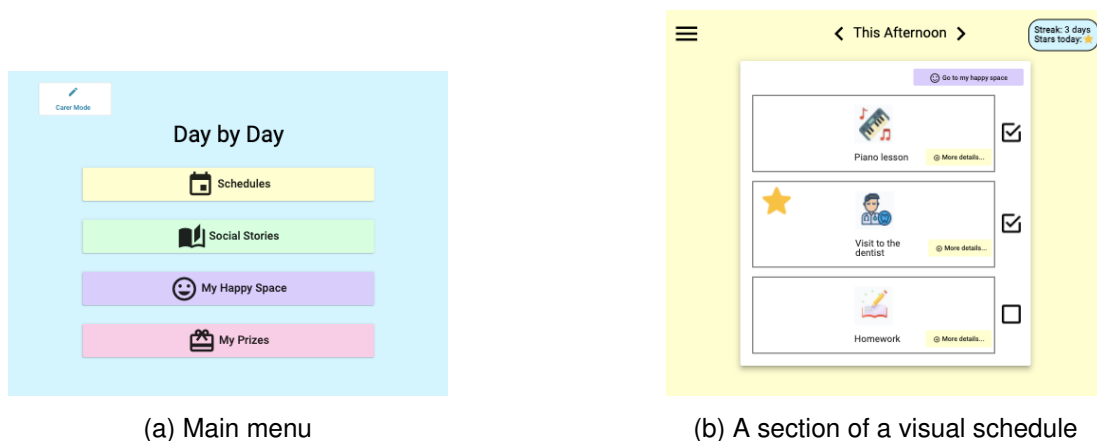 Carer Mode
Day by Day
Schedules
Social Stories
My Happy Space
My Prizes
(a) Main menu
This Afternoon
Streak: 3 days
Stars today:
Go to my happy space
Piano lesson
More details...
Visit to the
dentist
More details...
Homework
More details...
(b) A section of a visual schedule